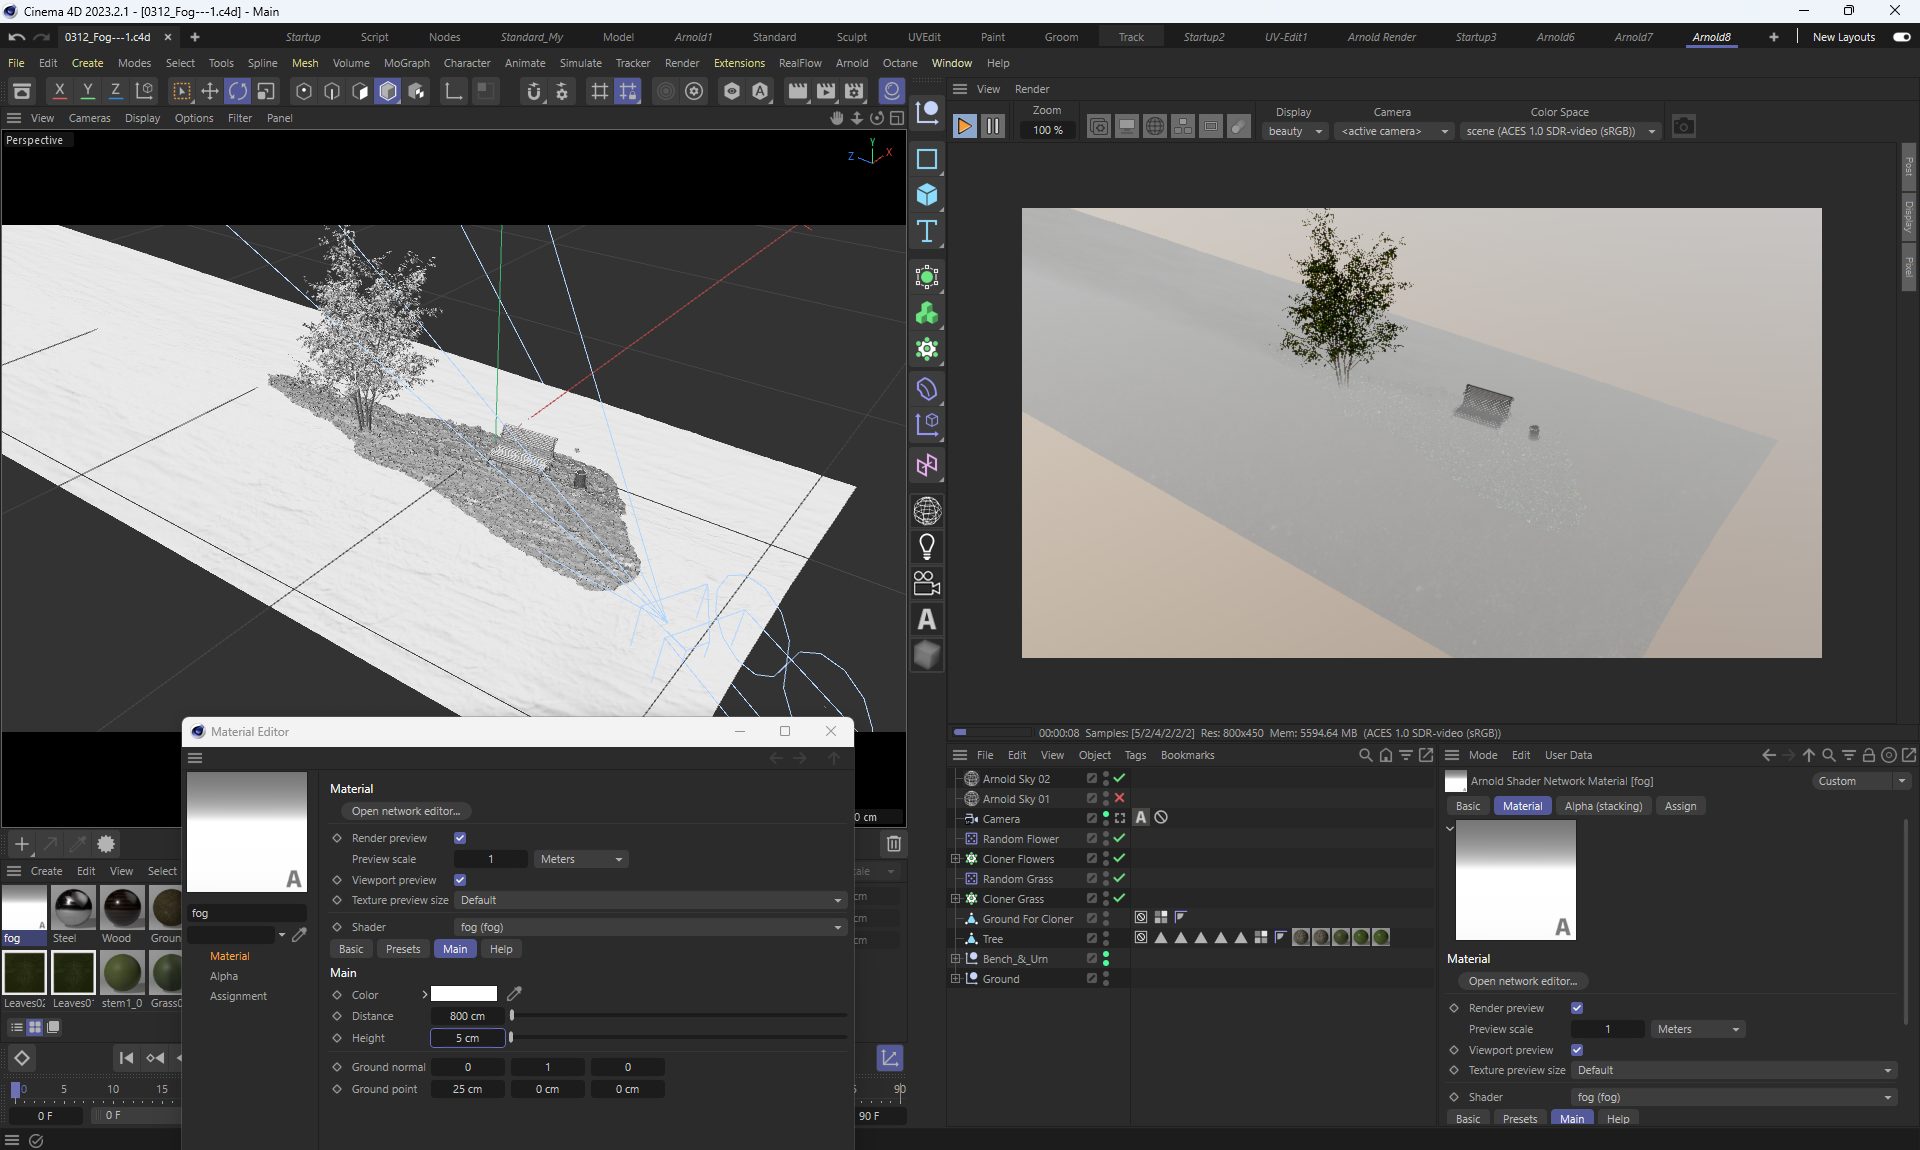 Cinema 4D 2023.2.1 - [0312_Fog---1.c4d] - Main
0312_Fog---1.c4d
Startup Script Nodes Standard_My Model Arnold1 Standard Sculpt UVEdit Paint Groom Track Startup2 UV-Edit1 Arnold Render Startup3 Arnold6 Arnold7 Arnold8 New Layouts
File Edit Create Modes Select Tools Spline Mesh Volume MoGraph Character Animate Simulate Tracker Render Extensions RealFlow Arnold Octane Window Help
X Y Z
View Cameras Display Options Filter Panel
Perspective
Y
Z X
View Render
Zoom Display Camera Color Space
100 % beauty <active camera> scene (ACES 1.0 SDR-video (sRGB))
Post
Display
Pixel
00:00:08 Samples: [5/2/4/2/2/2] Res: 800x450 Mem: 5594.64 MB (ACES 1.0 SDR-video (sRGB))
File Edit View Object Tags Bookmarks
Arnold Sky 02
Arnold Sky 01
Camera
Random Flower
Cloner Flowers
Random Grass
Cloner Grass
Ground For Cloner
Tree
Bench_&_Urn
Ground
Mode Edit User Data
Arnold Shader Network Material [fog] Custom
Basic Material Alpha (stacking) Assign
A
Material
Open network editor...
Render preview
Preview scale 1 Meters
Viewport preview
Texture preview size Default
Shader fog (fog)
Basic Presets Main Help
Material Editor
A
fog
Material
Alpha
Assignment
Material
Open network editor...
Render preview
Preview scale 1 Meters
Viewport preview
Texture preview size Default
Shader fog (fog)
Basic Presets Main Help
Main
Color
Distance 800 cm
Height 5 cm
Ground normal 0 1 0
Ground point 25 cm 0 cm 0 cm
0 cm
Create Edit View Select
fog Steel Wood Groun
Leaves02 Leaves01 stem1_0 Grass0
0 5 10 15
0 F 0 F
90
90 F